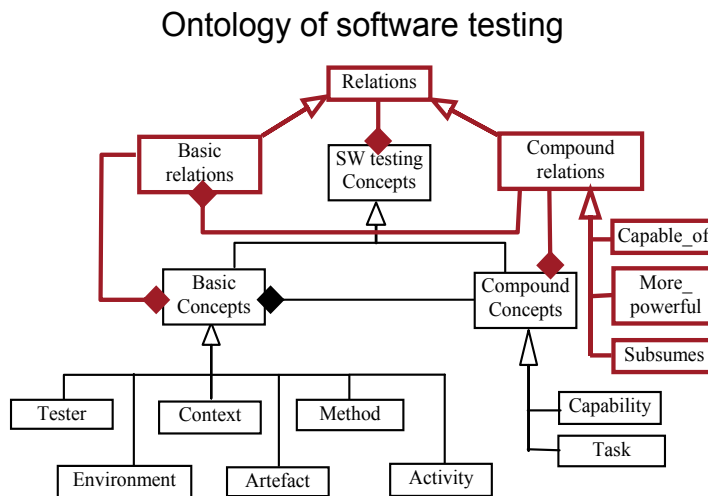 Ontology of software testing
Relations
Basic
relations
SW testing
Concepts
Compound
relations
Capable_of
Basic
Concepts
Compound
Concepts
More_
powerful
Subsumes
Tester
Context
Method
Capability
Environment
Artefact
Activity
Task